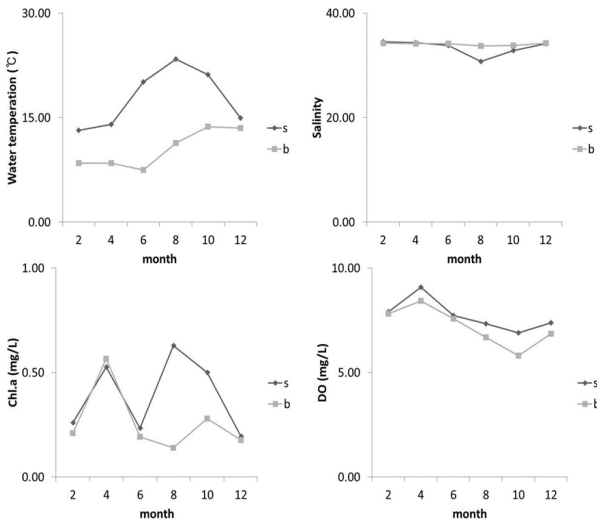 30.00
15.00
0.00
Water temperation (℃)
2 4 6 8 10 12
month
s
b
40.00
20.00
0.00
Salinity
2 4 6 8 10 12
month
s
b
1.00
0.50
0.00
Chl.a (mg/L)
2 4 6 8 10 12
month
s
b
10.00
5.00
0.00
DO (mg/L)
2 4 6 8 10 12
month
s
b